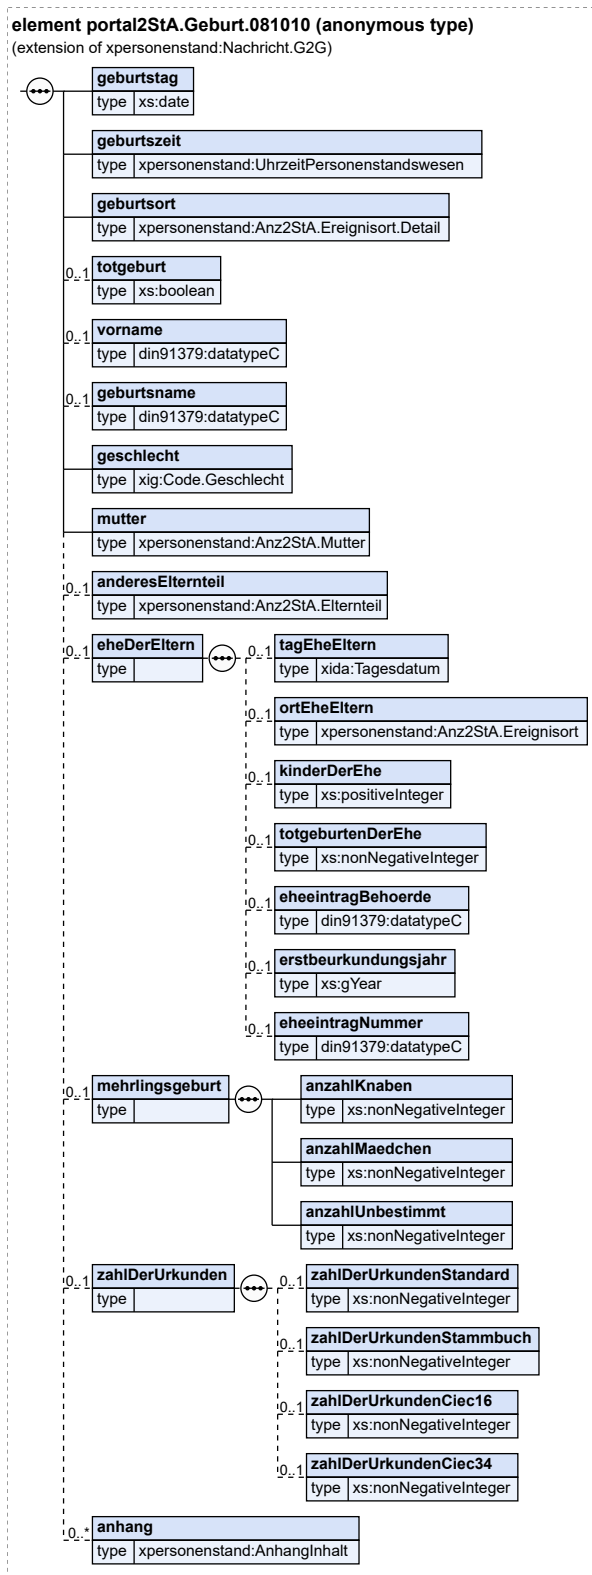 element portal2StA.Geburt.081010 (anonymous type)
(extension of xpersonenstand:Nachricht.G2G)
geburtstag
type xs:date
geburtszeit
type xpersonenstand:UhrzeitPersonenstandswesen
geburtsort
type xpersonenstand:Anz2StA.Ereignisort.Detail
0..1 totgeburt
type xs:boolean
0..1 vorname
type din91379:datatypeC
0..1 geburtsname
type din91379:datatypeC
geschlecht
type xig:Code.Geschlecht
mutter
type xpersonenstand:Anz2StA.Mutter
0..1 anderesElternteil
type xpersonenstand:Anz2StA.Elternteil
0..1 eheDerEltern
type
0..1 tagEheEltern
type xida:Tagesdatum
0..1 ortEheEltern
type xpersonenstand:Anz2StA.Ereignisort
0..1 kinderDerEhe
type xs:positiveInteger
0..1 totgeburtenDerEhe
type xs:nonNegativeInteger
0..1 eheeintragBehoerde
type din91379:datatypeC
0..1 erstbeurkundungsjahr
type xs:gYear
0..1 eheeintragNummer
type din91379:datatypeC
0..1 mehrlingsgeburt
type
anzahlKnaben
type xs:nonNegativeInteger
anzahlMaedchen
type xs:nonNegativeInteger
anzahlUnbestimmt
type xs:nonNegativeInteger
0..1 zahlDerUrkunden
type
0..1 zahlDerUrkundenStandard
type xs:nonNegativeInteger
0..1 zahlDerUrkundenStammbuch
type xs:nonNegativeInteger
0..1 zahlDerUrkundenCiec16
type xs:nonNegativeInteger
0..1 zahlDerUrkundenCiec34
type xs:nonNegativeInteger
0..* anhang
type xpersonenstand:AnhangInhalt